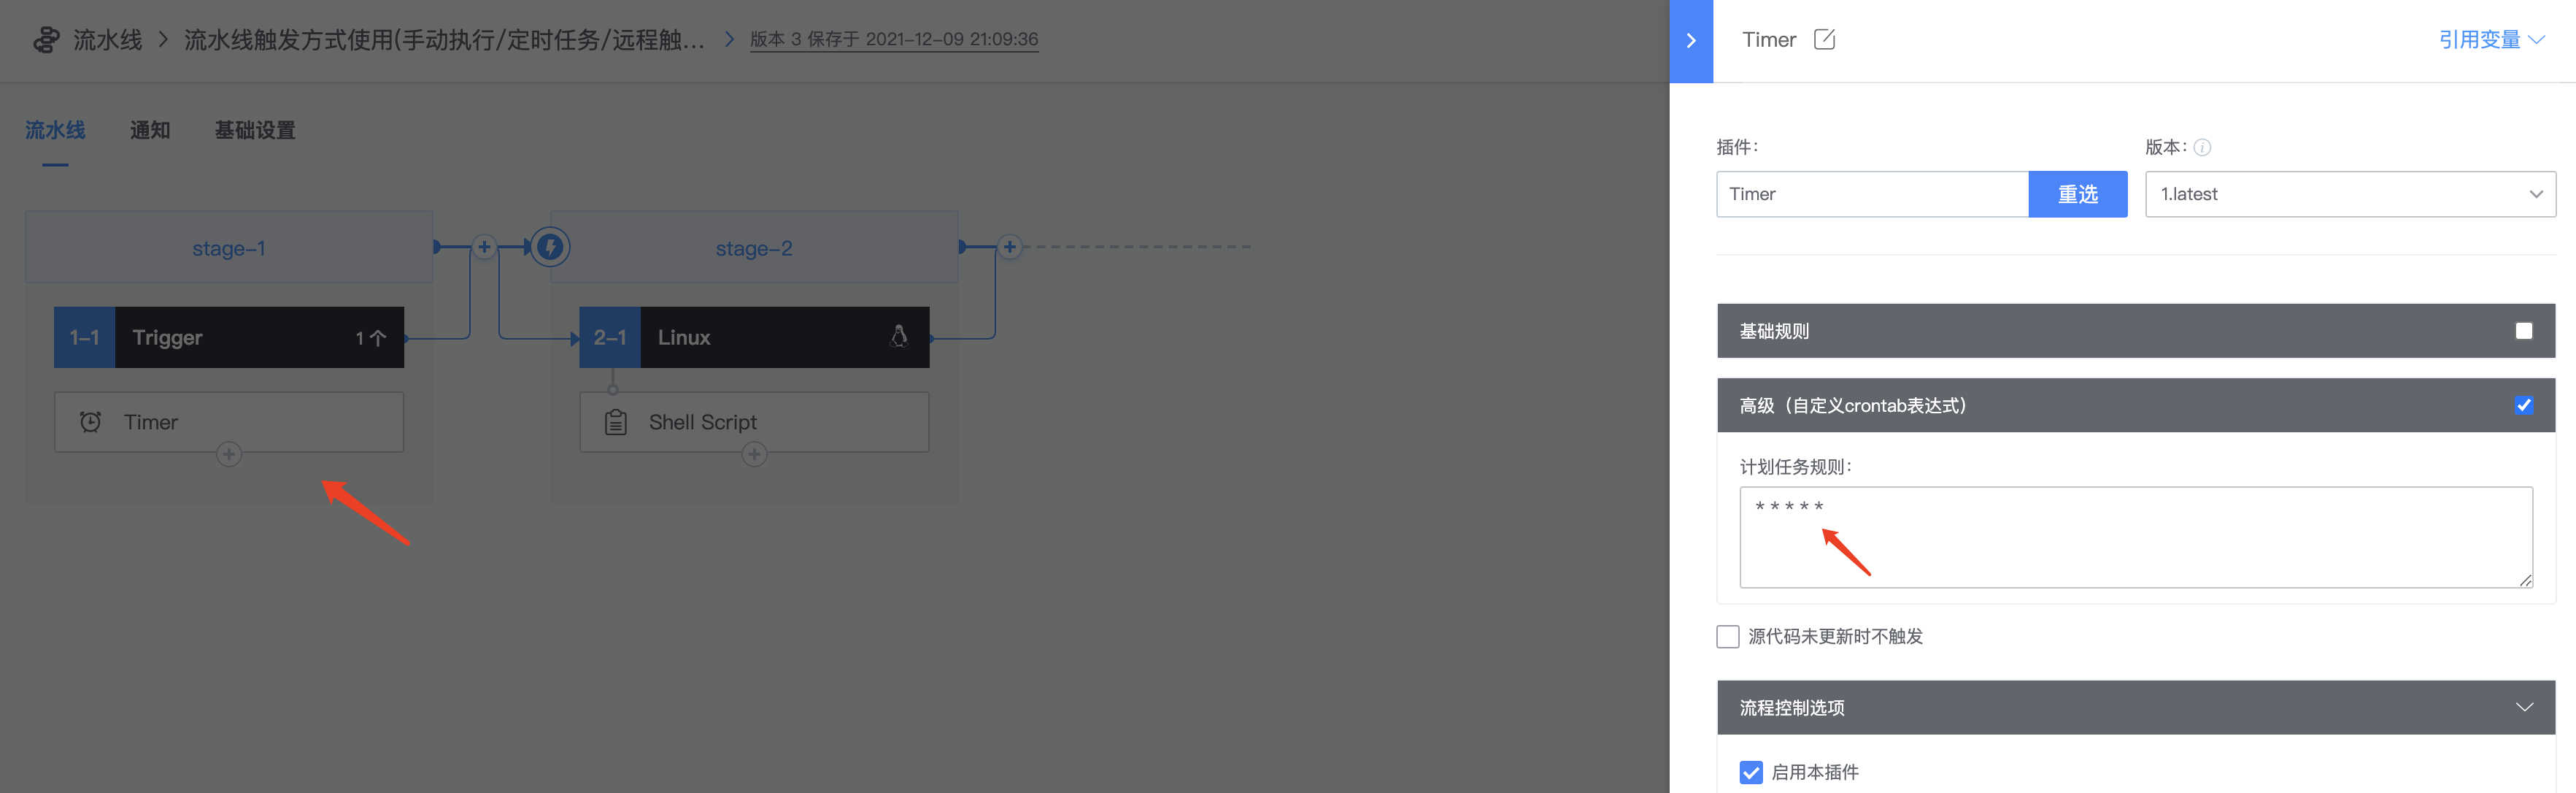 流水线 > 流水线触发方式使用(手动执行/定时任务/远程触... > 版本 3 保存于 2021-12-09 21:09:36
流水线 通知 基础设置
stage-1
stage-2
1-1 Trigger 1 个
2-1 Linux
Timer
Shell Script
Timer
引用变量
插件：
版本：
Timer
重选
1.latest
基础规则
高级（自定义crontab表达式）
计划任务规则：
* * * * *
源代码未更新时不触发
流程控制选项
启用本插件